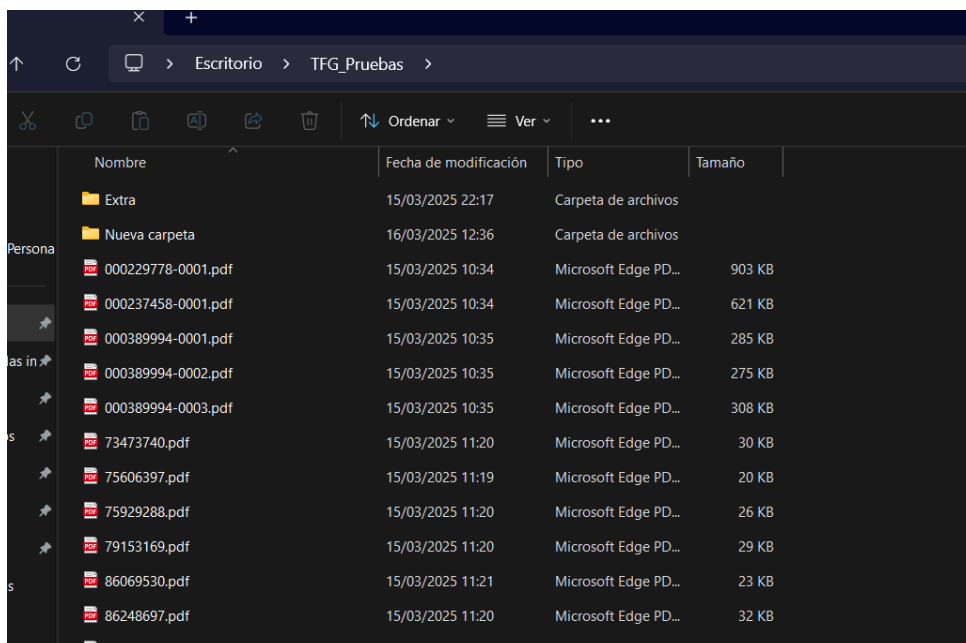 Escritorio > TFG_Pruebas >
Ordenar Ver
Nombre Fecha de modificación Tipo Tamaño
Extra 15/03/2025 22:17 Carpeta de archivos
Nueva carpeta 16/03/2025 12:36 Carpeta de archivos
Persona
000229778-0001.pdf 15/03/2025 10:34 Microsoft Edge PD... 903 KB
000237458-0001.pdf 15/03/2025 10:34 Microsoft Edge PD... 621 KB
000389994-0001.pdf 15/03/2025 10:35 Microsoft Edge PD... 285 KB
las in
000389994-0002.pdf 15/03/2025 10:35 Microsoft Edge PD... 275 KB
000389994-0003.pdf 15/03/2025 10:35 Microsoft Edge PD... 308 KB
os
73473740.pdf 15/03/2025 11:20 Microsoft Edge PD... 30 KB
75606397.pdf 15/03/2025 11:19 Microsoft Edge PD... 20 KB
75929288.pdf 15/03/2025 11:20 Microsoft Edge PD... 26 KB
79153169.pdf 15/03/2025 11:20 Microsoft Edge PD... 29 KB
86069530.pdf 15/03/2025 11:21 Microsoft Edge PD... 23 KB
s
86248697.pdf 15/03/2025 11:20 Microsoft Edge PD... 32 KB